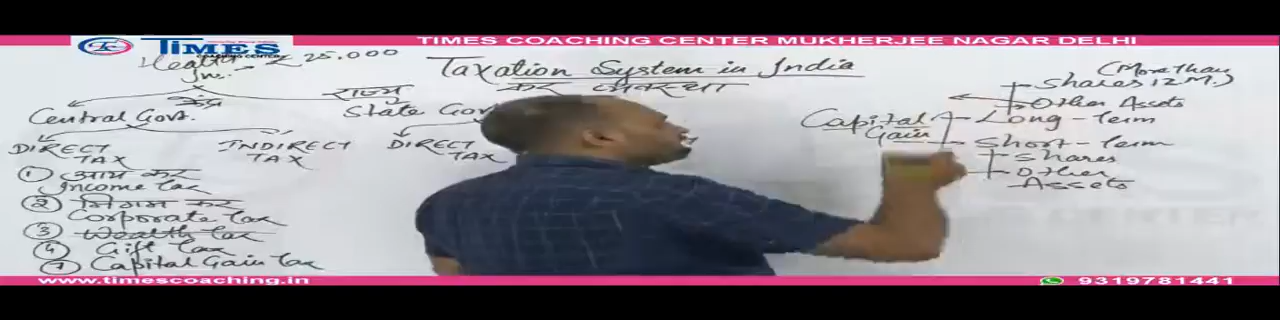 TIMES
TIMES COACHING CENTER MUKHERJEE NAGAR DELHI
Health 25.000
In.
Taxation System in India
कर व्यवस्था
केंद्र
राज्य
Central Govt.
State Gov
DIRECT
TAX
INDIRECT
TAX
DIRECT
TAX
① आय कर
Income tax
② निगम कर
Corporate tax
③ Wealth tax
④ Gift tax
Capital Gain Tax
Capital
Gain
(More than
Shares 12 M.)
Other Assets
Long-term
Short-term
Shares
Other
Assets
www.timescoaching.in
9319781441